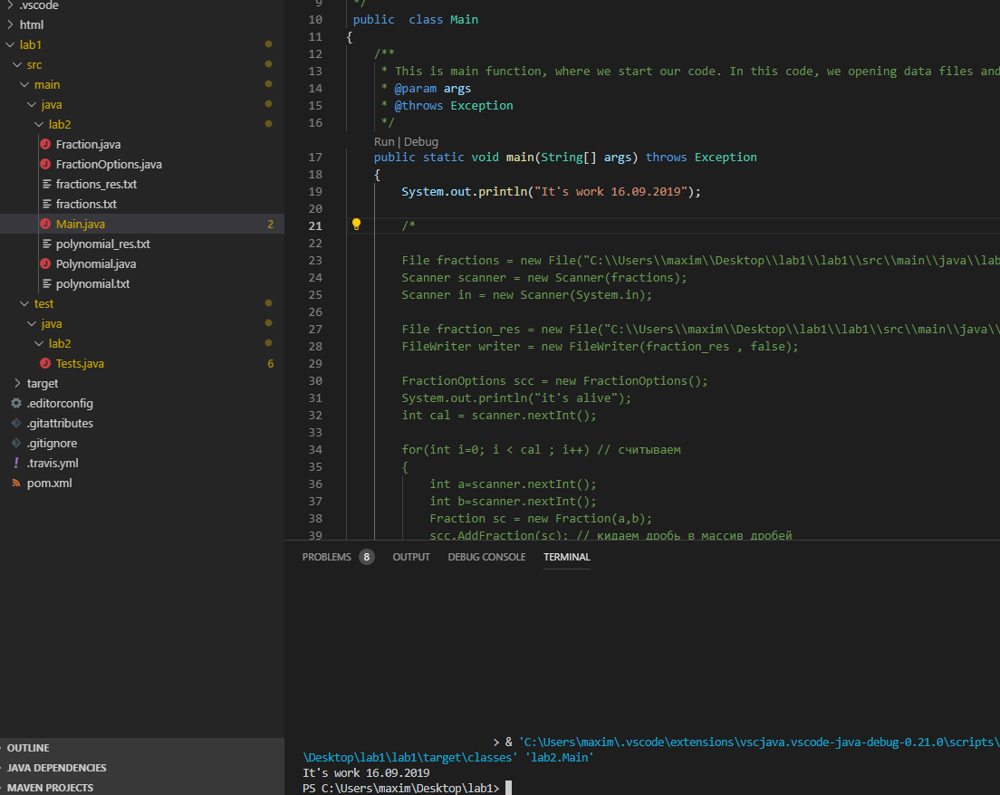 .vscode
html
lab1
src
main
java
lab2
Fraction.java
FractionOptions.java
fractions_res.txt
fractions.txt
Main.java 2
polynomial_res.txt
Polynomial.java
polynomial.txt
test
java
lab2
Tests.java 6
target
.editorconfig
.gitattributes
.gitignore
.travis.yml
pom.xml
OUTLINE
JAVA DEPENDENCIES
MAVEN PROJECTS
9 */
10 public  class Main
11 {
12 /**
13 * This is main function, where we start our code. In this code, we opening data files and
14 * @param args
15 * @throws Exception
16 */
Run | Debug
17 public static void main(String[] args) throws Exception
18 {
19 System.out.println("It's work 16.09.2019");
20
21 /*
22
23 File fractions = new File("C:\\Users\\maxim\\Desktop\\lab1\\lab1\\src\\main\\java\\lab
24 Scanner scanner = new Scanner(fractions);
25 Scanner in = new Scanner(System.in);
26
27 File fraction_res = new File("C:\\Users\\maxim\\Desktop\\lab1\\lab1\\src\\main\\java\\
28 FileWriter writer = new FileWriter(fraction_res , false);
29
30 FractionOptions scc = new FractionOptions();
31 System.out.println("it's alive");
32 int cal = scanner.nextInt();
33
34 for(int i=0; i < cal ; i++) // считываем
35 {
36 int a=scanner.nextInt();
37 int b=scanner.nextInt();
38 Fraction sc = new Fraction(a,b);
39 scc.AddFraction(sc); // кидаем дробь в массив дробей
PROBLEMS 8 OUTPUT DEBUG CONSOLE TERMINAL
> & 'C:\Users\maxim\.vscode\extensions\vscjava.vscode-java-debug-0.21.0\scripts\
\Desktop\lab1\lab1\target\classes' 'lab2.Main'
It's work 16.09.2019
PS C:\Users\maxim\Desktop\lab1>